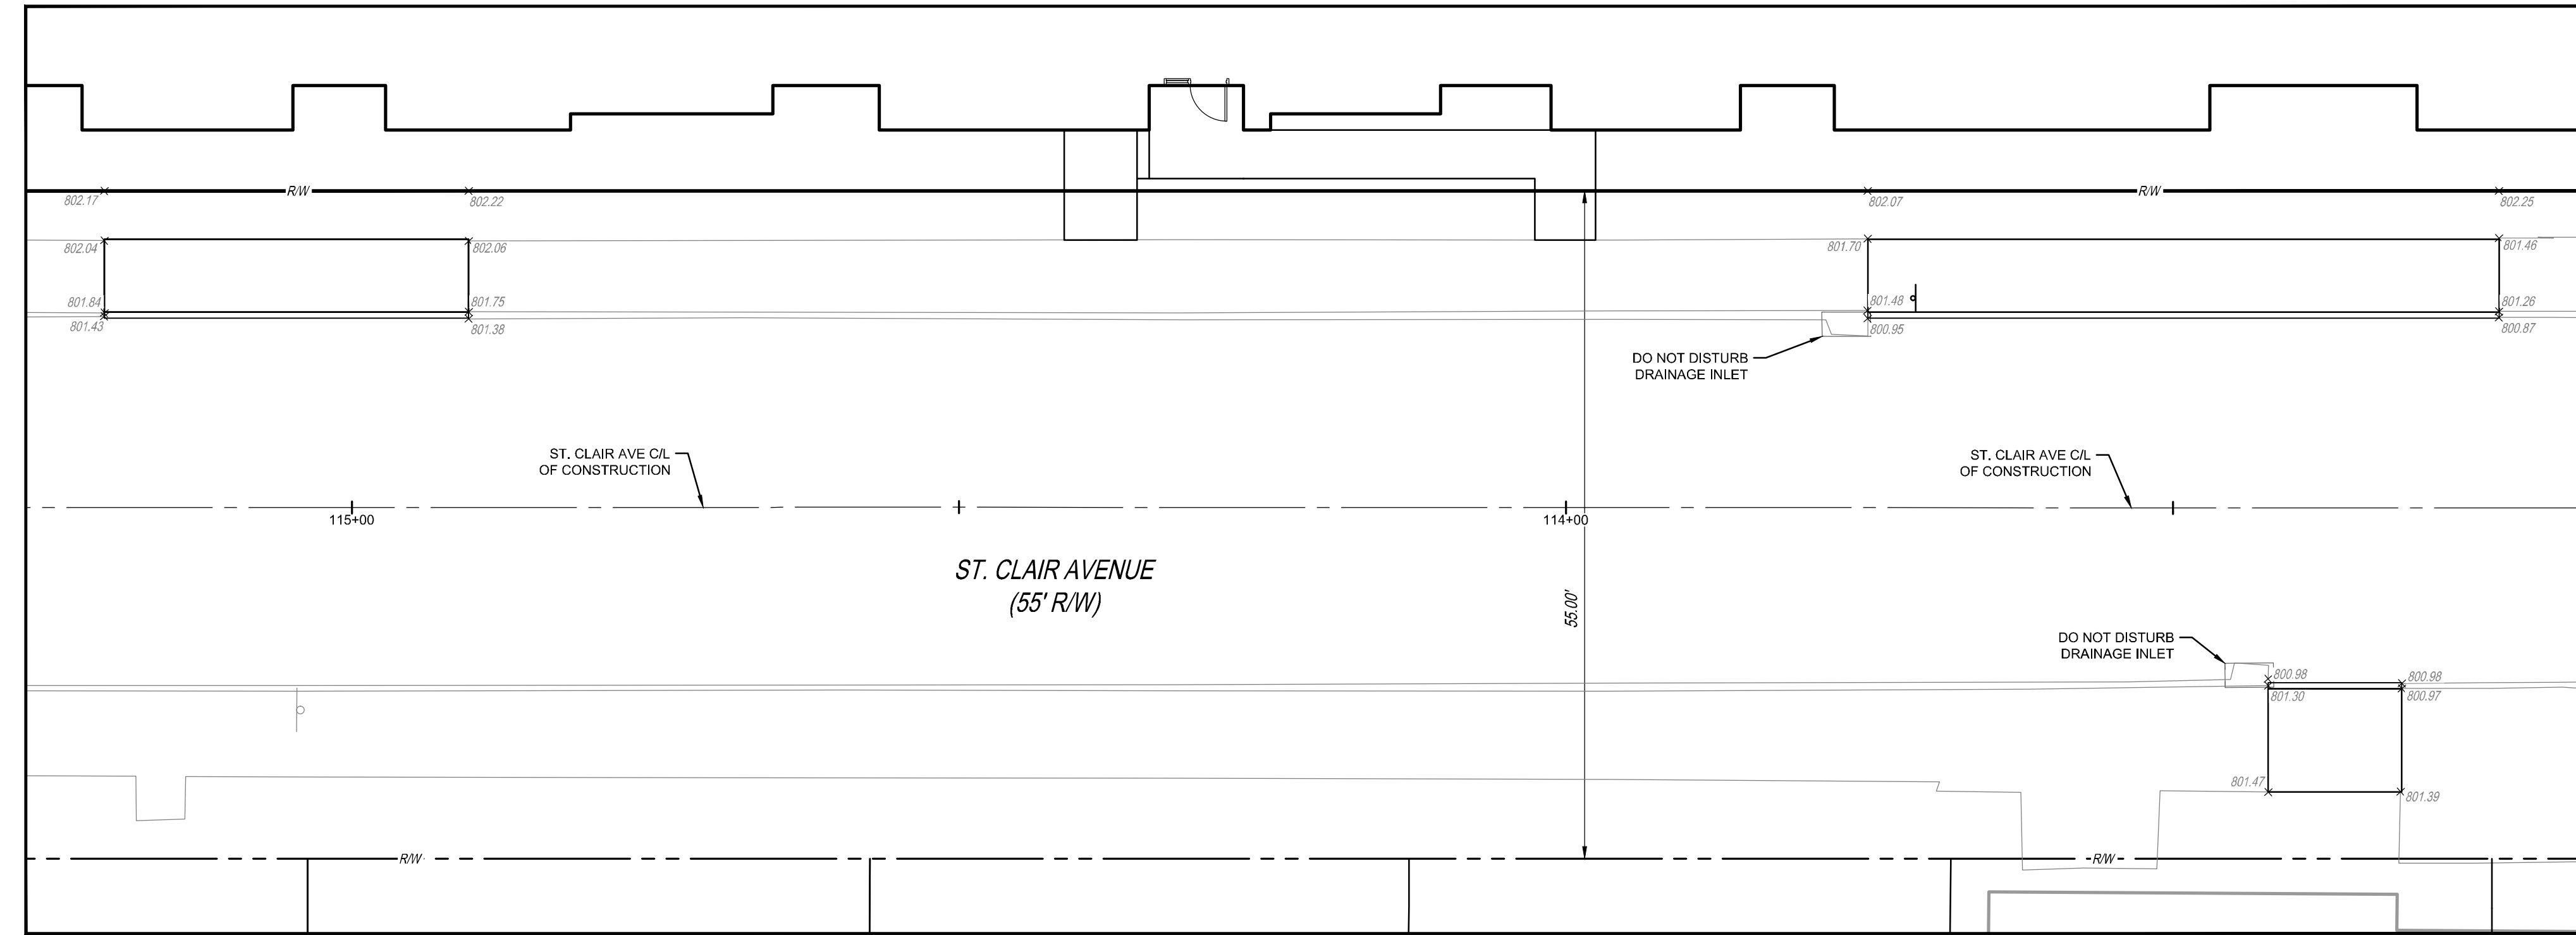 R/W
R/W
802.17
802.22
802.07
802.25
802.04
802.06
801.70
801.46
801.84
801.75
801.48
801.26
801.43
801.38
800.95
800.87
DO NOT DISTURB
DRAINAGE INLET
ST. CLAIR AVE C/L
OF CONSTRUCTION
ST. CLAIR AVE C/L
OF CONSTRUCTION
115+00
114+00
ST. CLAIR AVENUE
(55' R/W)
55.00'
DO NOT DISTURB
DRAINAGE INLET
800.98
800.98
801.30
800.97
801.47
801.39
R/W
R/W